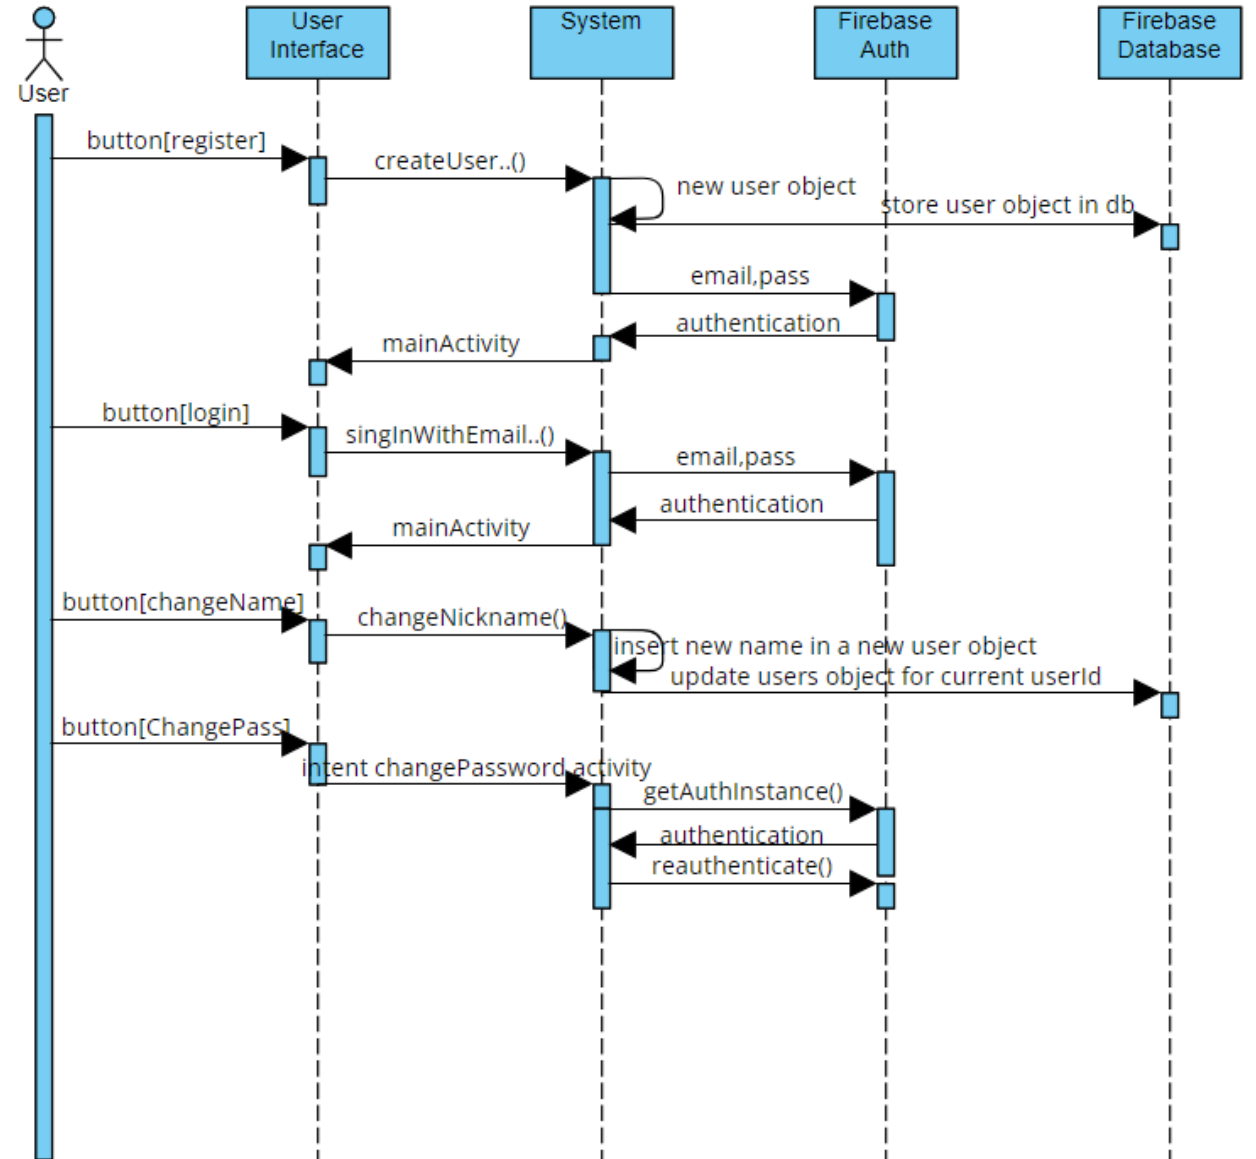 User
Interface
System
Firebase
Auth
Firebase
Database
User
button[register]
createUser..()
new user object
store user object in db
email,pass
authentication
mainActivity
button[login]
singInWithEmail..()
email,pass
authentication
mainActivity
button[changeName]
changeNickname()
insert new name in a new user object
update users object for current userId
button[ChangePass]
intent changePassword activity
getAuthInstance()
authentication
reauthenticate()